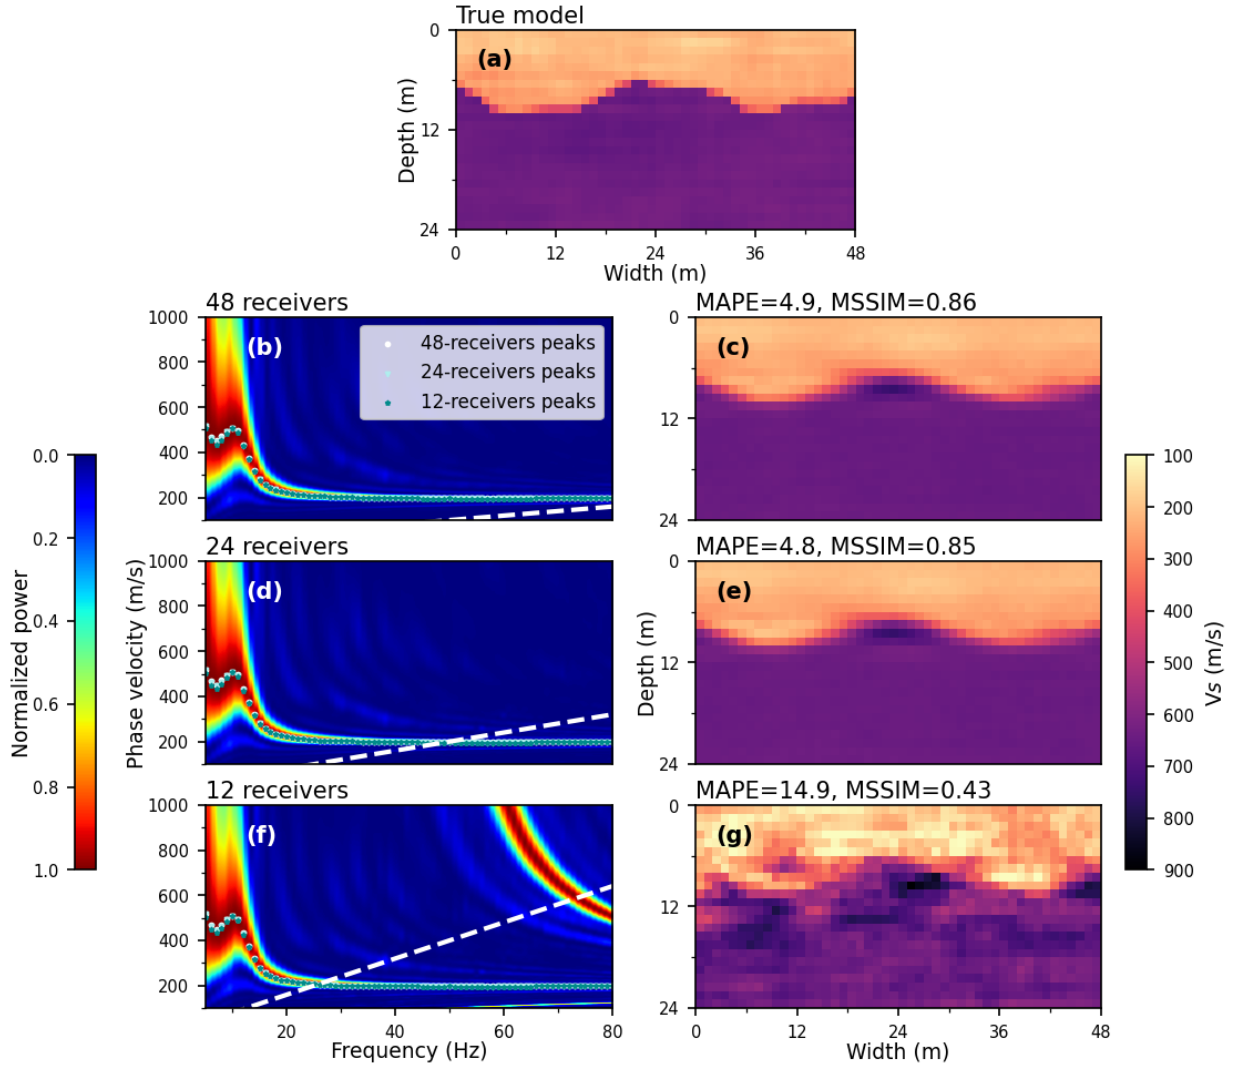 True model
(a)
0
12
24
Depth (m)
0 12 24 36 48
Width (m)
48 receivers
(b)
48-receivers peaks
24-receivers peaks
12-receivers peaks
1000
800
600
400
200
MAPE=4.9, MSSIM=0.86
(c)
0
12
24
24 receivers
(d)
1000
800
600
400
200
Phase velocity (m/s)
MAPE=4.8, MSSIM=0.85
(e)
0
12
24
Depth (m)
12 receivers
(f)
1000
800
600
400
200
20 40 60 80
Frequency (Hz)
MAPE=14.9, MSSIM=0.43
(g)
0
12
24
0 12 24 36 48
Width (m)
Normalized power
0.0
0.2
0.4
0.6
0.8
1.0
100
200
300
400
500
600
700
800
900
Vs (m/s)